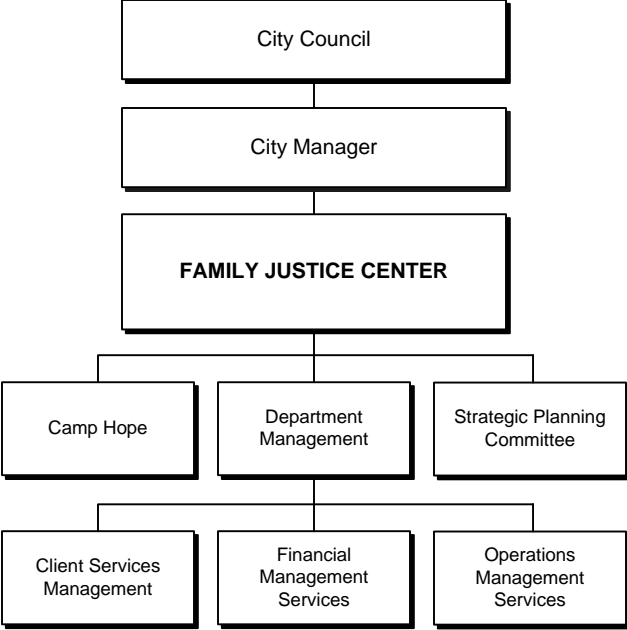 City Council
City Manager
FAMILY JUSTICE CENTER
Camp Hope
Department
Management
Strategic Planning
Committee
Client Services
Management
Financial
Management
Services
Operations
Management
Services